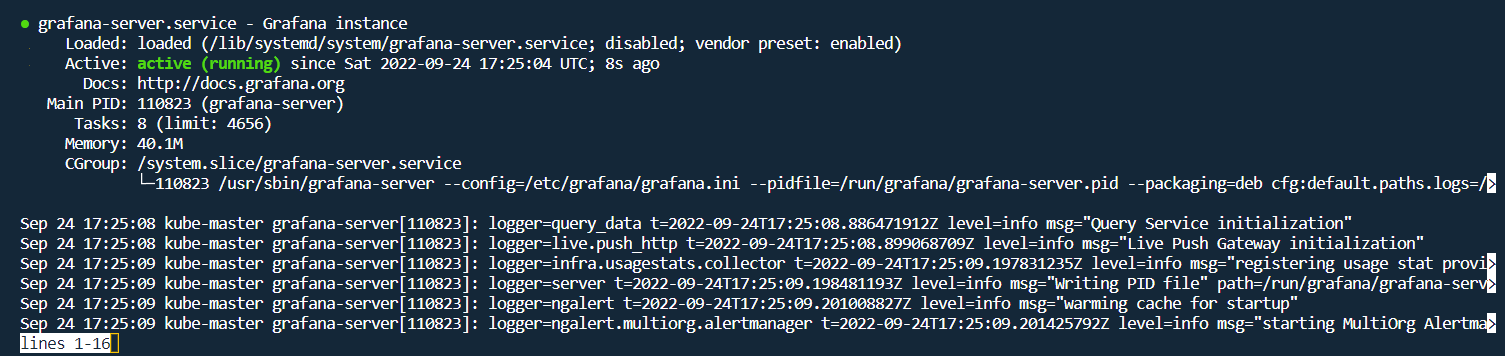 ● grafana-server.service - Grafana instance
Loaded: loaded (/lib/systemd/system/grafana-server.service; disabled; vendor preset: enabled)
Active: active (running) since Sat 2022-09-24 17:25:04 UTC; 8s ago
Docs: http://docs.grafana.org
Main PID: 110823 (grafana-server)
Tasks: 8 (limit: 4656)
Memory: 40.1M
CGroup: /system.slice/grafana-server.service
└─110823 /usr/sbin/grafana-server --config=/etc/grafana/grafana.ini --pidfile=/run/grafana/grafana-server.pid --packaging=deb cfg:default.paths.logs=/>
Sep 24 17:25:08 kube-master grafana-server[110823]: logger=query_data t=2022-09-24T17:25:08.886471912Z level=info msg="Query Service initialization"
Sep 24 17:25:08 kube-master grafana-server[110823]: logger=live.push_http t=2022-09-24T17:25:08.899068709Z level=info msg="Live Push Gateway initialization"
Sep 24 17:25:09 kube-master grafana-server[110823]: logger=infra.usagestats.collector t=2022-09-24T17:25:09.197831235Z level=info msg="registering usage stat provi>
Sep 24 17:25:09 kube-master grafana-server[110823]: logger=server t=2022-09-24T17:25:09.198481193Z level=info msg="Writing PID file" path=/run/grafana/grafana-serv>
Sep 24 17:25:09 kube-master grafana-server[110823]: logger=ngalert t=2022-09-24T17:25:09.201008827Z level=info msg="warming cache for startup"
Sep 24 17:25:09 kube-master grafana-server[110823]: logger=ngalert.multiorg.alertmanager t=2022-09-24T17:25:09.201425792Z level=info msg="starting MultiOrg Alertma>
lines 1-16